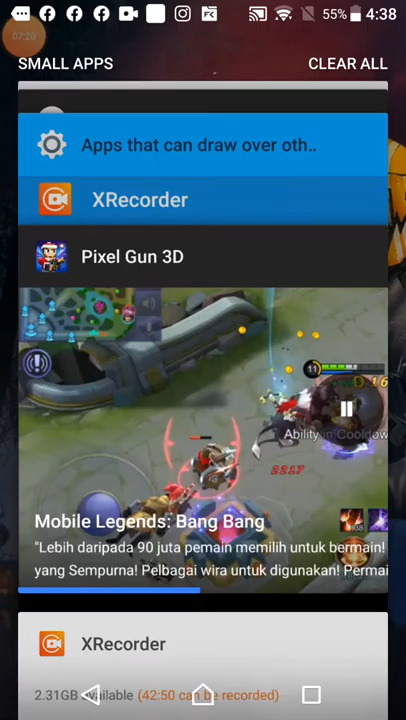 55% 4:38
07:20
SMALL APPS CLEAR ALL
Apps that can draw over oth..
XRecorder
Pixel Gun 3D
11
Ability in Cooldow
2217
Mobile Legends: Bang Bang
"Lebih daripada 90 juta pemain memilih untuk bermain!
yang Sempurna! Pelbagai wira untuk digunakan! Permai
XRecorder
2.31GB available (42:50 can be recorded)